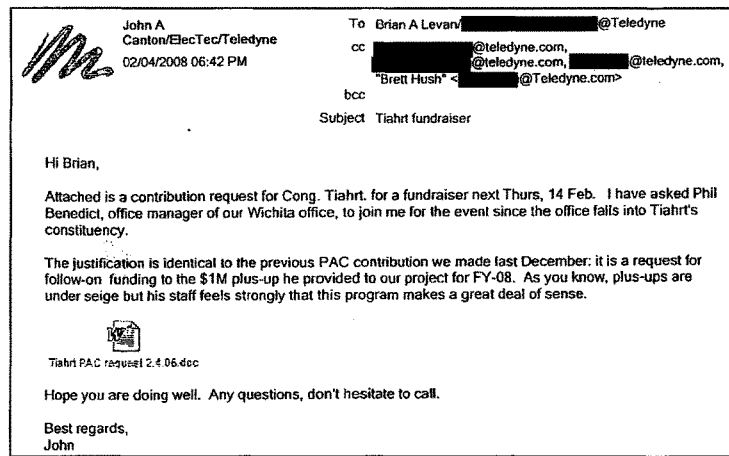 John A
Canton/ElecTec/Teledyne
02/04/2008 06:42 PM
To Brian A Levan/ @Teledyne
cc @teledyne.com,
@teledyne.com, @teledyne.com,
"Brett Hush" < @Teledyne.com>
bcc
Subject Tiahrt fundraiser
Hi Brian,
Attached is a contribution request for Cong. Tiahrt. for a fundraiser next Thurs, 14 Feb. I have asked Phil
Benedict, office manager of our Wichita office, to join me for the event since the office falls into Tiahrt's
constituency.
The justification is identical to the previous PAC contribution we made last December: it is a request for
follow-on funding to the $1M plus-up he provided to our project for FY-08. As you know, plus-ups are
under seige but his staff feels strongly that this program makes a great deal of sense.
Tiahrt PAC request 2.4.06.doc
Hope you are doing well. Any questions, don't hesitate to call.
Best regards,
John